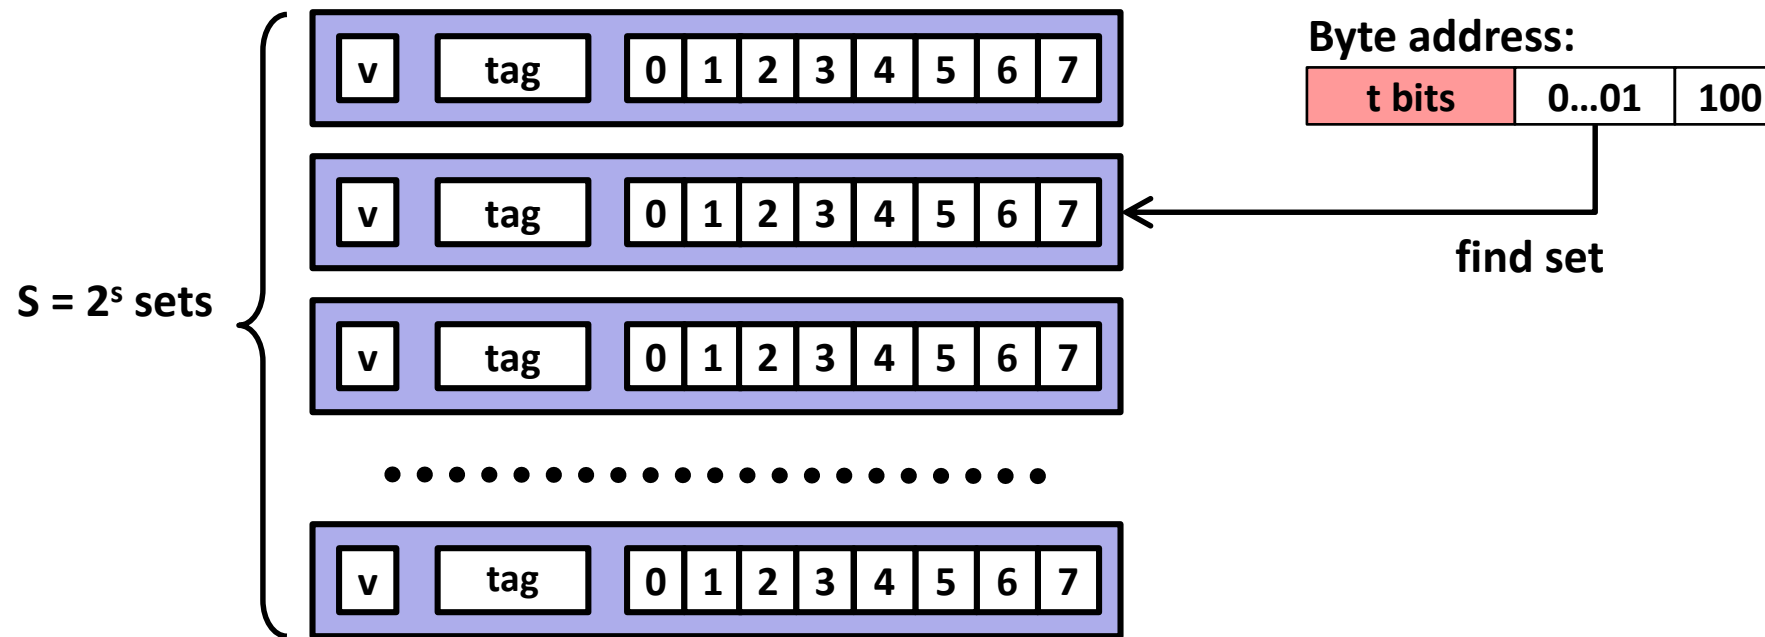 v tag 0 1 2 3 4 5 6 7
Byte address:
t bits 0...01 100
v tag 0 1 2 3 4 5 6 7
find set
S = 2ˢ sets
v tag 0 1 2 3 4 5 6 7
v tag 0 1 2 3 4 5 6 7